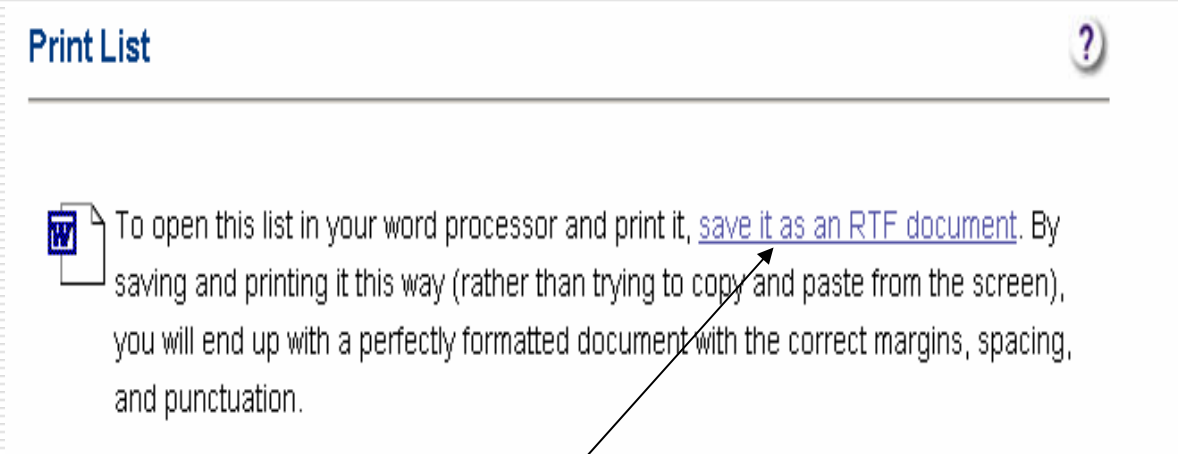 Print List ?
W To open this list in your word processor and print it, save it as an RTF document. By
saving and printing it this way (rather than trying to copy and paste from the screen),
you will end up with a perfectly formatted document with the correct margins, spacing,
and punctuation.